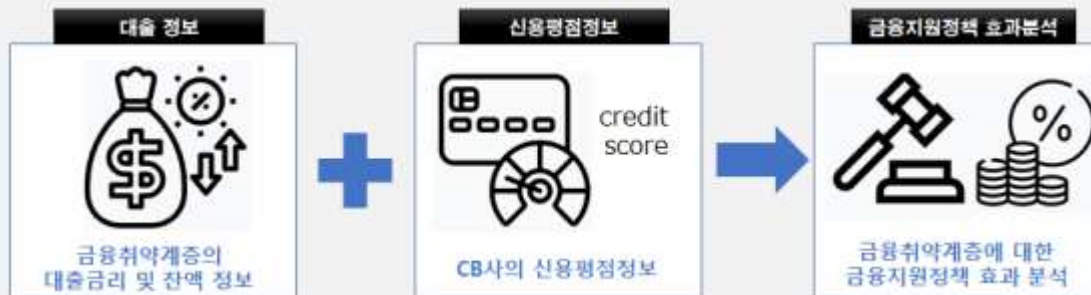 대출 정보
금융취약계층의
대출금리 및 잔액 정보
신용평점정보
credit
score
CB사의 신용평점정보
금융지원정책 효과분석
금융취약계층에 대한
금융지원정책 효과 분석